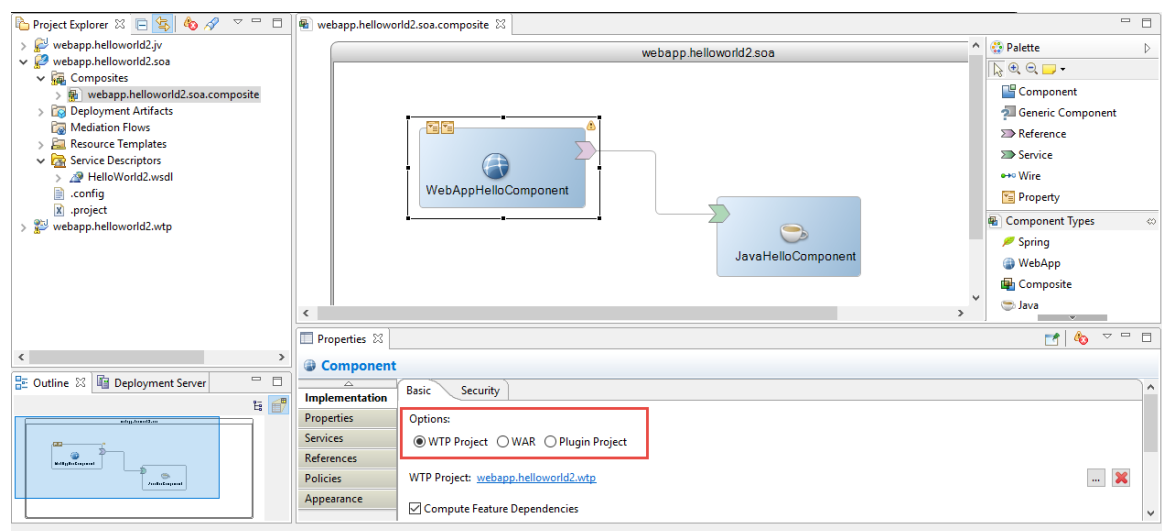 Project Explorer
webapp.helloworld2.jv
webapp.helloworld2.soa
Composites
webapp.helloworld2.soa.composite
Deployment Artifacts
Mediation Flows
Resource Templates
Service Descriptors
HelloWorld2.wsdl
.config
.project
webapp.helloworld2.wtp
webapp.helloworld2.soa.composite
webapp.helloworld2.soa
WebAppHelloComponent
JavaHelloComponent
Palette
Component
Generic Component
Reference
Service
Wire
Property
Component Types
Spring
WebApp
Composite
Java
Outline
Deployment Server
Properties
Component
Implementation
Properties
Services
References
Policies
Appearance
Basic
Security
Options:
WTP Project WAR Plugin Project
WTP Project: webapp.helloworld2.wtp
...
Compute Feature Dependencies